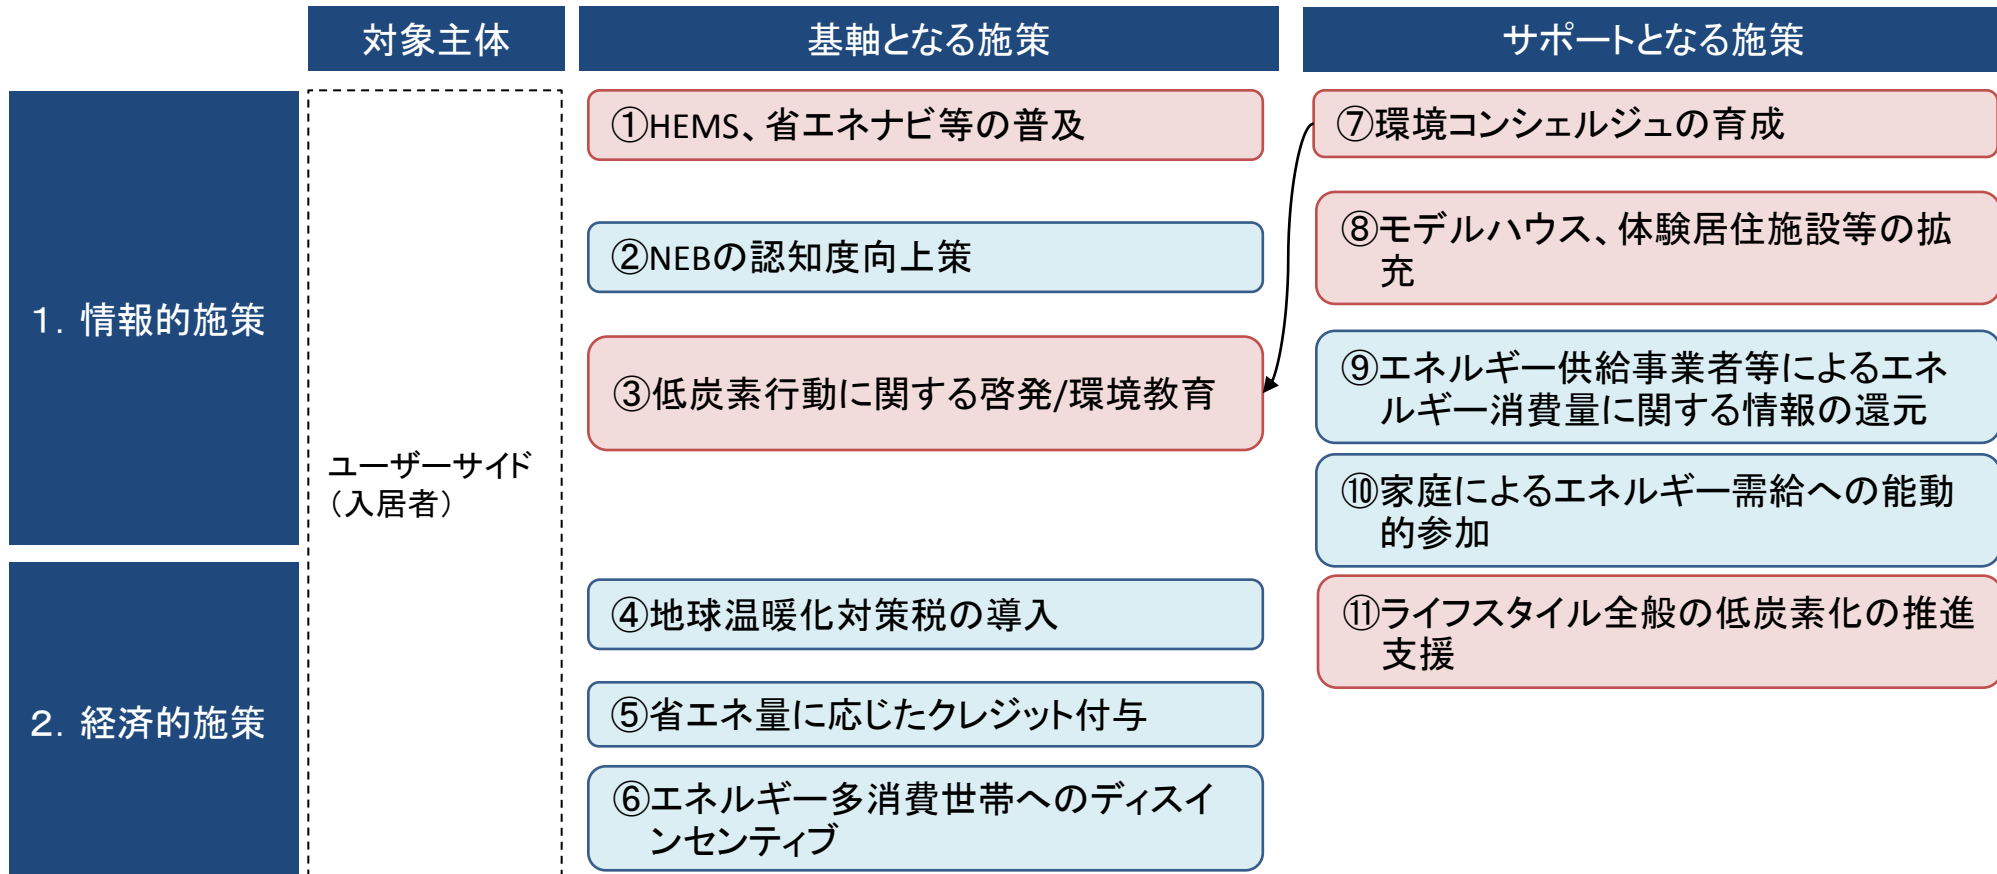 対象主体
基軸となる施策
サポートとなる施策
1. 情報的施策
2. 経済的施策
ユーザーサイド
（入居者）
①HEMS、省エネナビ等の普及
②NEBの認知度向上策
③低炭素行動に関する啓発/環境教育
④地球温暖化対策税の導入
⑤省エネ量に応じたクレジット付与
⑥エネルギー多消費世帯へのディスイ
ンセンティブ
⑦環境コンシェルジュの育成
⑧モデルハウス、体験居住施設等の拡
充
⑨エネルギー供給事業者等によるエネ
ルギー消費量に関する情報の還元
⑩家庭によるエネルギー需給への能動
的参加
⑪ライフスタイル全般の低炭素化の推進
支援